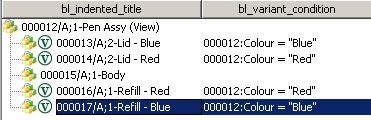 bl_indented_title bl_variant_condition
000012/A;1-Pen Assy (View)
000013/A;2-Lid - Blue 000012:Colour = "Blue"
000014/A;2-Lid - Red 000012:Colour = "Red"
000015/A;1-Body
000016/A;1-Refill - Red 000012:Colour = "Red"
000017/A;1-Refill - Blue 000012:Colour = "Blue"